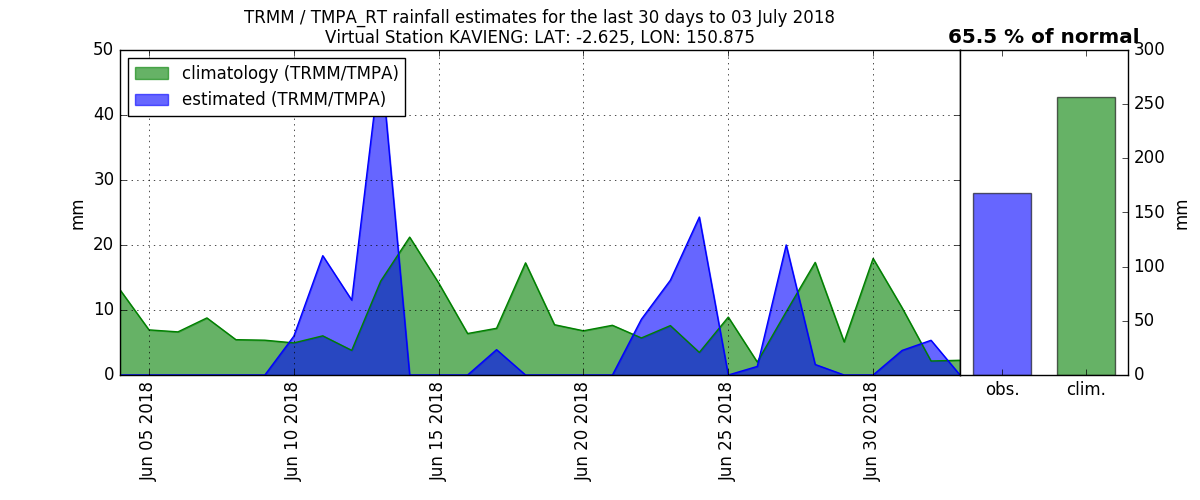 TRMM / TMPA_RT rainfall estimates for the last 30 days to 03 July 2018
Virtual Station KAVIENG: LAT: -2.625, LON: 150.875
65.5 % of normal
climatology (TRMM/TMPA)
estimated (TRMM/TMPA)
50
40
30
20
10
0
mm
Jun 05 2018
Jun 10 2018
Jun 15 2018
Jun 20 2018
Jun 25 2018
Jun 30 2018
obs.
clim.
300
250
200
150
100
50
0
mm